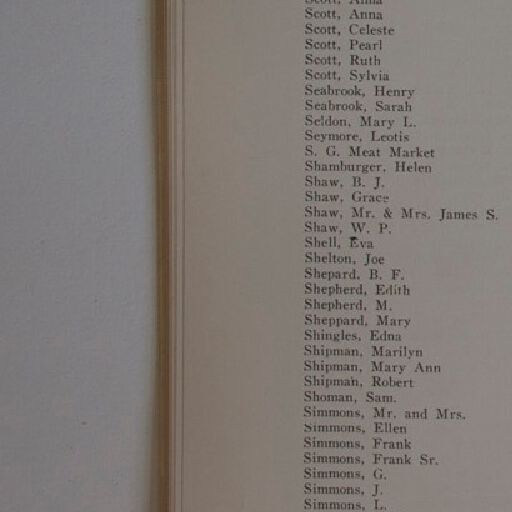 Scott, Anna
Scott, Anna
Scott, Celeste
Scott, Pearl
Scott, Ruth
Scott, Sylvia
Seabrook, Henry
Seabrook, Sarah
Seldon, Mary L.
Seymore, Leotis
S. G. Meat Market
Shamburger, Helen
Shaw, B. J.
Shaw, Grace
Shaw, Mr. & Mrs. James S.
Shaw, W. P.
Shell, Eva
Shelton, Joe
Shepard, B. F.
Shepherd, Edith
Shepherd, M.
Sheppard, Mary
Shingles, Edna
Shipman, Marilyn
Shipman, Mary Ann
Shipman, Robert
Shoman, Sam.
Simmons, Mr. and Mrs.
Simmons, Ellen
Simmons, Frank
Simmons, Frank Sr.
Simmons, G.
Simmons, J.
Simmons, L.